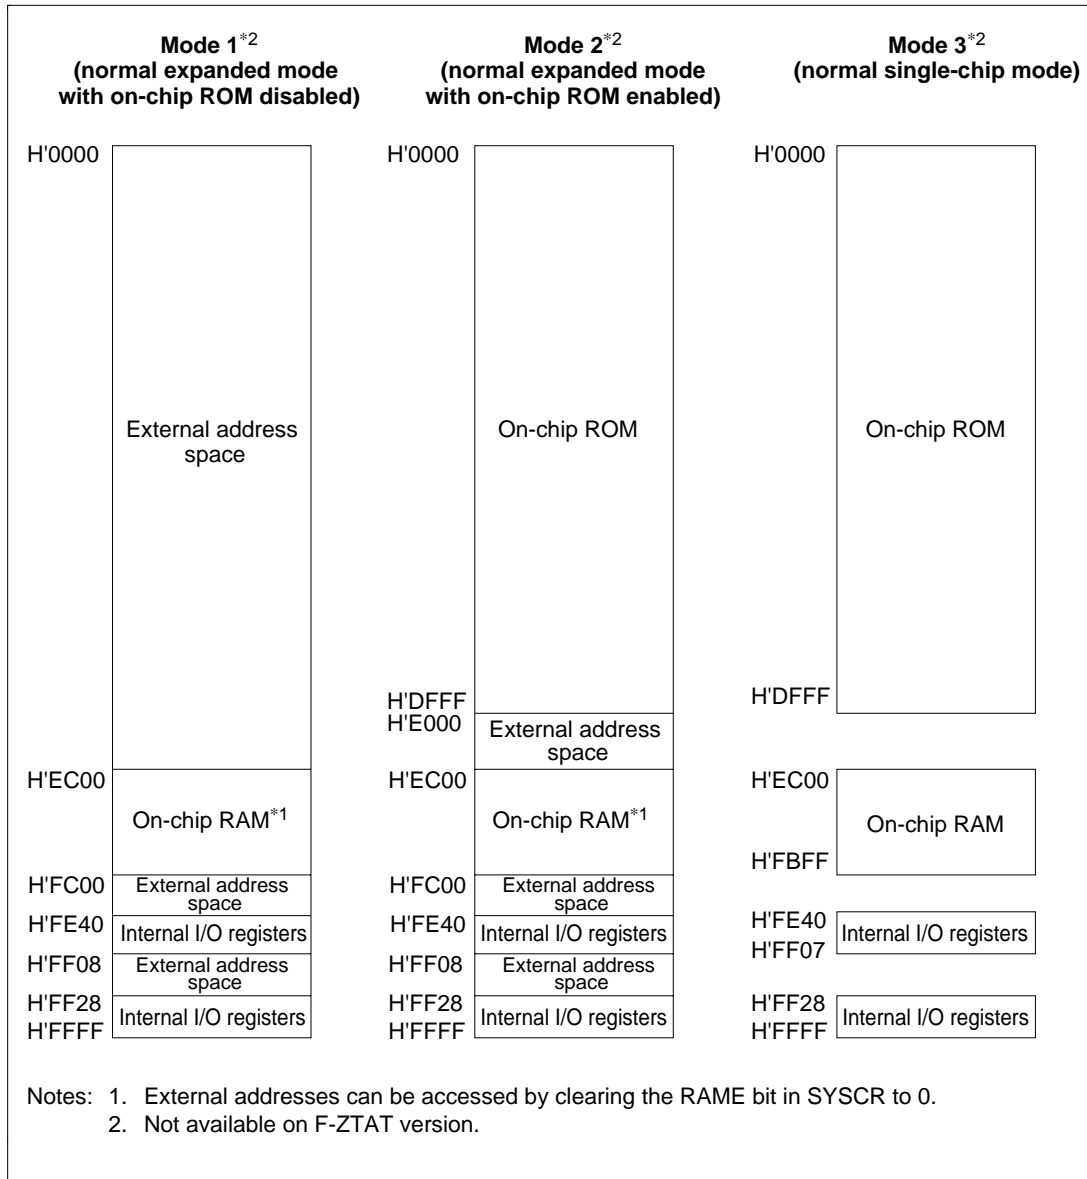 Mode 1*2
(normal expanded mode
with on-chip ROM disabled)
H'0000
External address
space
H'EC00
On-chip RAM*1
H'FC00
External address
space
H'FE40
Internal I/O registers
H'FF08
External address
space
H'FF28
Internal I/O registers
H'FFFF
Mode 2*2
(normal expanded mode
with on-chip ROM enabled)
H'0000
On-chip ROM
H'DFFF
H'E000
External address
space
H'EC00
On-chip RAM*1
H'FC00
External address
space
H'FE40
Internal I/O registers
H'FF08
External address
space
H'FF28
Internal I/O registers
H'FFFF
Mode 3*2
(normal single-chip mode)
H'0000
On-chip ROM
H'DFFF
H'EC00
On-chip RAM
H'FBFF
H'FE40
Internal I/O registers
H'FF07
H'FF28
Internal I/O registers
H'FFFF
Notes: 1. External addresses can be accessed by clearing the RAME bit in SYSCR to 0.
2. Not available on F-ZTAT version.